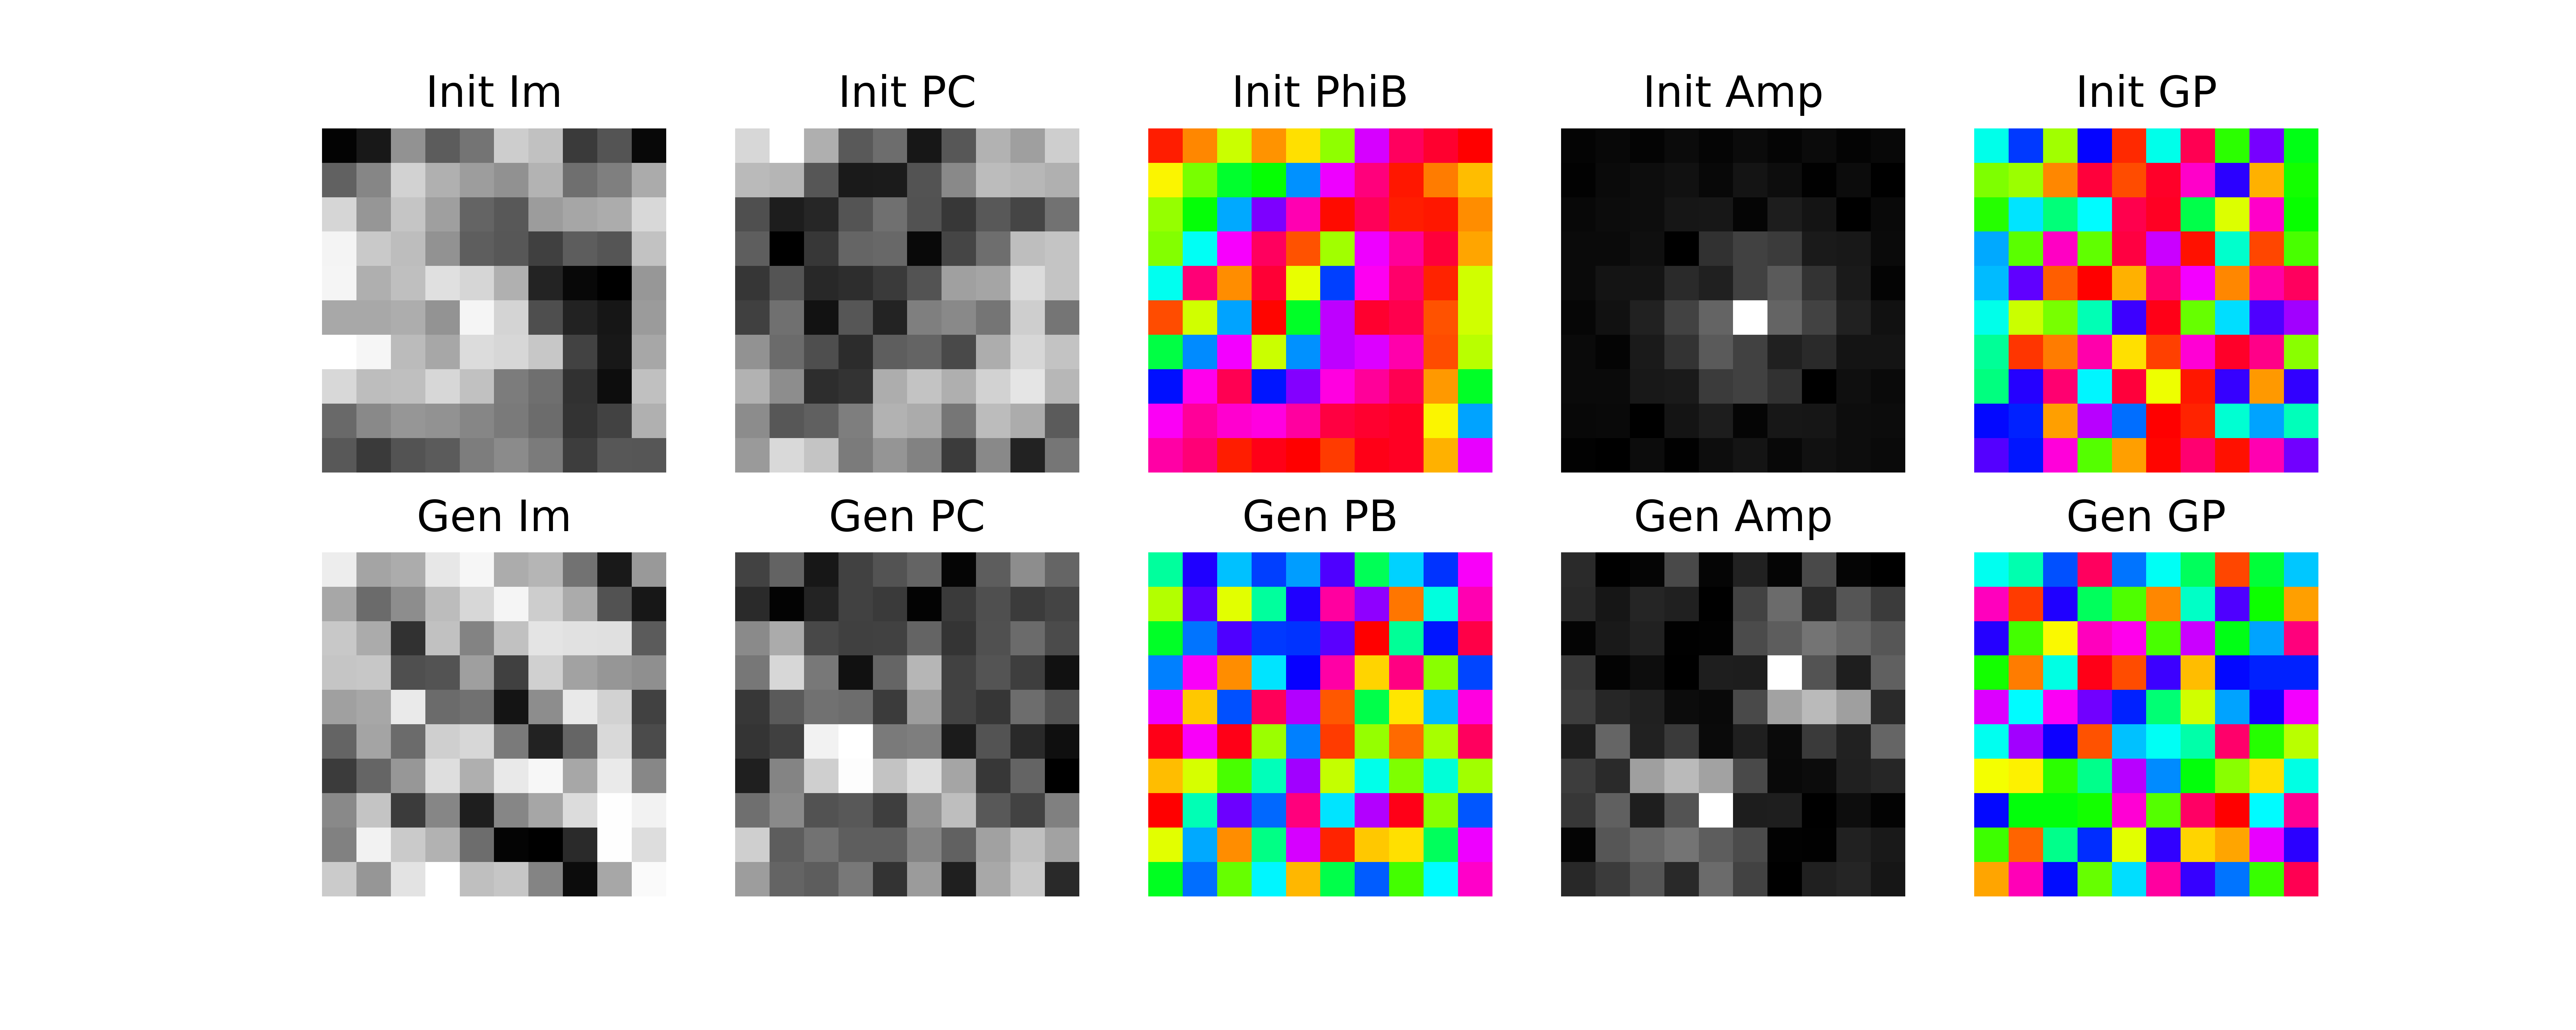 Init Im
Init PC
Init PhiB
Init Amp
Init GP
Gen Im
Gen PC
Gen PB
Gen Amp
Gen GP